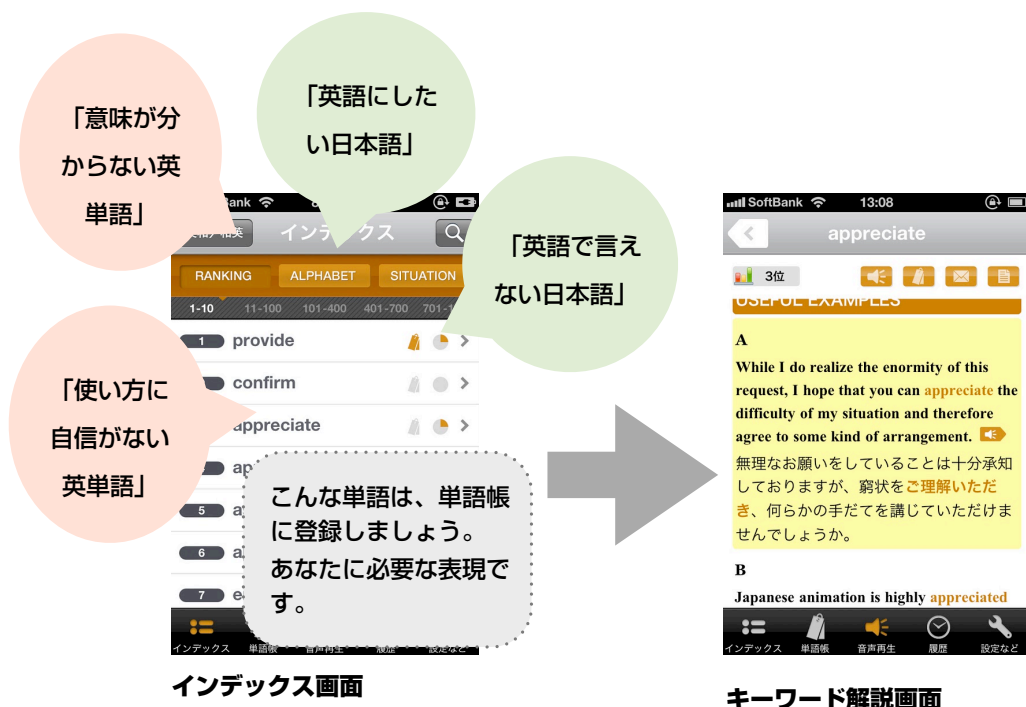 「意味が分
からない英
単語」
「英語にした
い日本語」
「英語で言え
ない日本語」
「使い方に
自信がない
英単語」
インデックス
RANKING
ALPHABET
SITUATION
1-10
11-100
101-400
401-700
1
provide
confirm
appreciate
5
6
7
こんな単語は、単語帳
に登録しましょう。
あなたに必要な表現で
す。
インデックス
単語帳
音声再生
履歴
設定など
インデックス画面
SoftBank
13:08
appreciate
3位
USEFUL EXAMPLES
A
While I do realize the enormity of this
request, I hope that you can appreciate the
difficulty of my situation and therefore
agree to some kind of arrangement.
無理なお願いをしていることは十分承知
しておりますが、窮状をご理解いただ
き、何らかの手だてを講じていただけま
せんでしょうか。
B
Japanese animation is highly appreciated
インデックス
単語帳
音声再生
履歴
設定など
キーワード解説画面